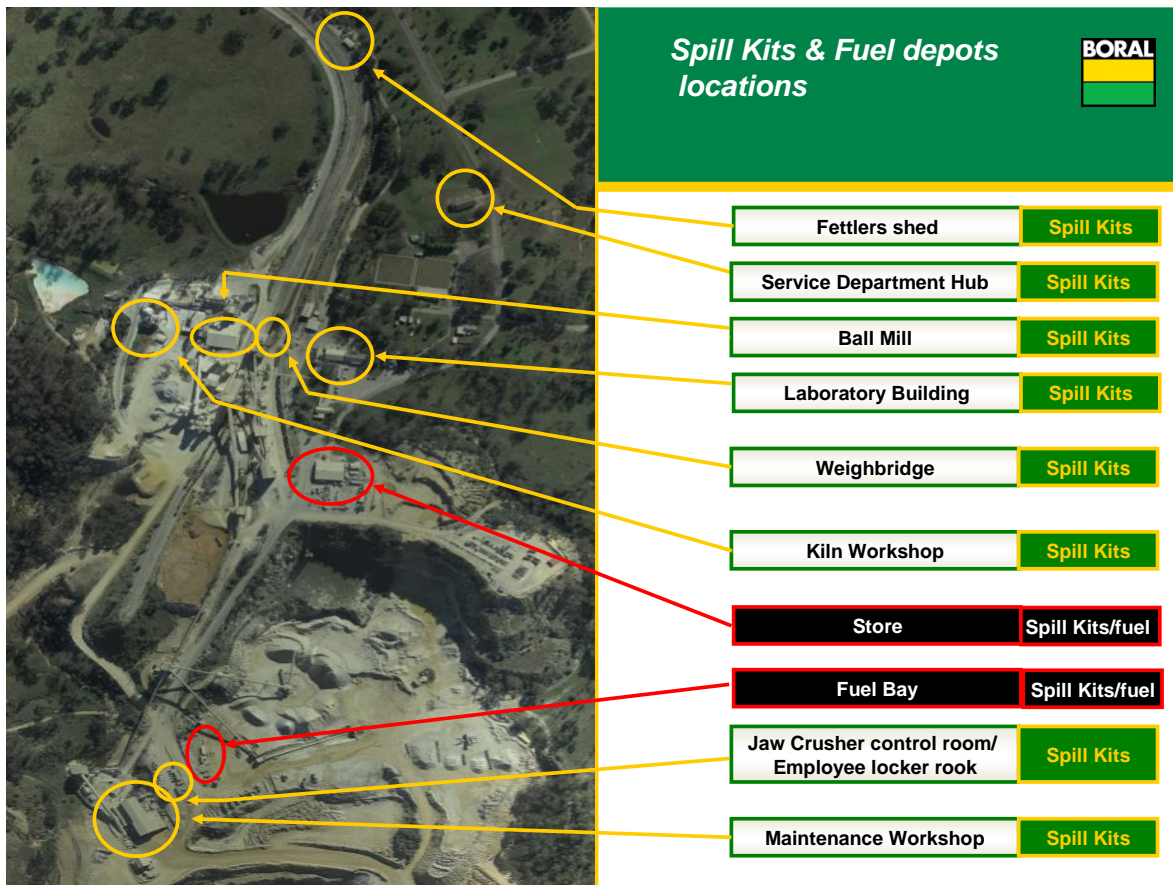 Spill Kits & Fuel depots
locations
BORAL
Fettlers shed Spill Kits
Service Department Hub Spill Kits
Ball Mill Spill Kits
Laboratory Building Spill Kits
Weighbridge Spill Kits
Kiln Workshop Spill Kits
Store Spill Kits/fuel
Fuel Bay Spill Kits/fuel
Jaw Crusher control room/
Employee locker rook Spill Kits
Maintenance Workshop Spill Kits